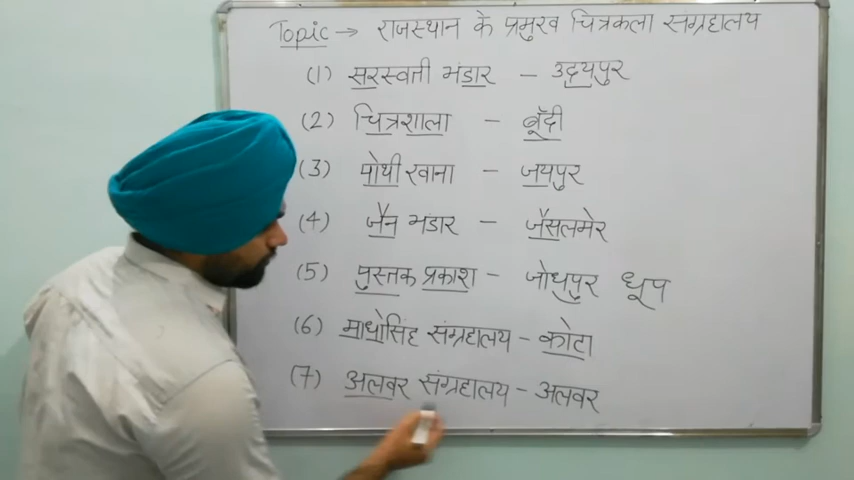 Topic → राजस्थान के प्रमुख चित्रकला संग्रहालय
(1) सरस्वती भंडार - उदयपुर
(2) चित्रशाला - बूँदी
(3) पोथी खाना - जयपुर
(4) जैन भंडार - जैसलमेर
(5) पुस्तक प्रकाश - जोधपुर धूप
(6) माधोसिंह संग्रहालय - कोटा
(7) अलवर संग्रहालय - अलवर